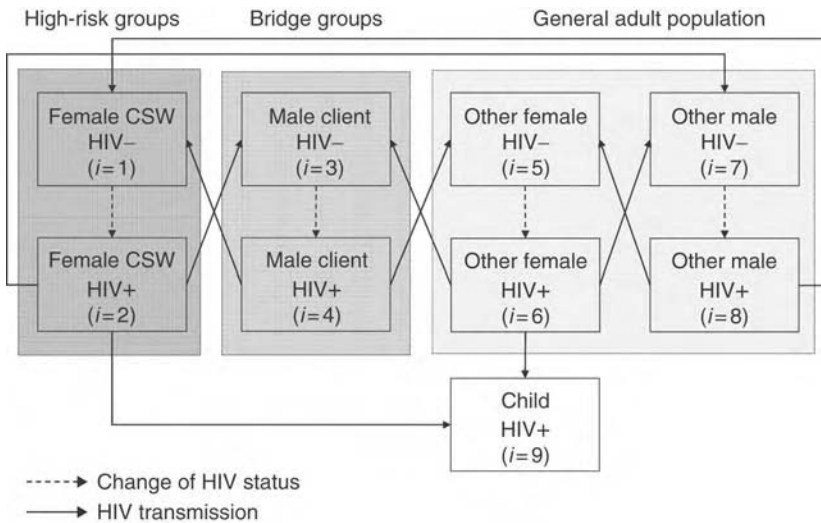 High-risk groups
Bridge groups
General adult population
Female CSW
HIV–
(i=1)
Male client
HIV–
(i=3)
Other female
HIV–
(i=5)
Other male
HIV–
(i=7)
Female CSW
HIV+
(i=2)
Male client
HIV+
(i=4)
Other female
HIV+
(i=6)
Other male
HIV+
(i=8)
Child
HIV+
(i=9)
Change of HIV status
HIV transmission